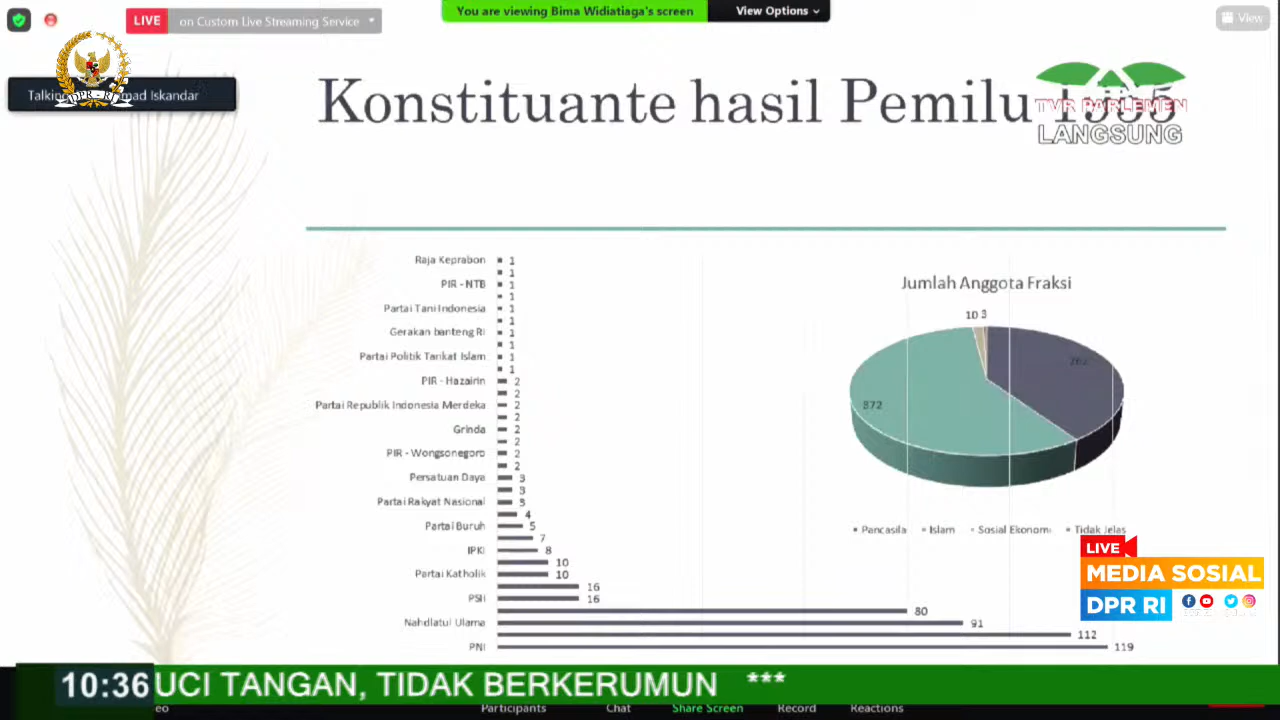 LIVE on Custom Live Streaming Service
You are viewing Bima Widiatiaga's screen View Options
View
mad Iskandar
DPR - RI
Konstituante hasil Pemilu 1955
TVR PARLEMEN
LANGSUNG
Raja Keprabon 1
1
PIR - NTB 1
1
Partai Tani Indonesia 1
1
Gerakan banteng RI 1
1
Partai Politik Tarikat Islam 1
1
PIR - Hazairin 2
2
Partai Republik Indonesia Merdeka 2
2
Grinda 2
2
PIR - Wongsonegoro 2
2
Persatuan Daya 3
3
Partai Rakyat Nasional 3
4
Partai Buruh 5
7
IPKI 8
10
Partai Katholik 10
16
PSII 16
80
Nahdlatul Ulama 91
112
PNI 119
Jumlah Anggota Fraksi
10 3
262
372
Pancasila Islam Sosial Ekonomi Tidak Jelas
LIVE
MEDIA SOSIAL
DPR RI
10:36 UCI TANGAN, TIDAK BERKERUMUN ***
eo Participants Chat Share Screen Record Reactions